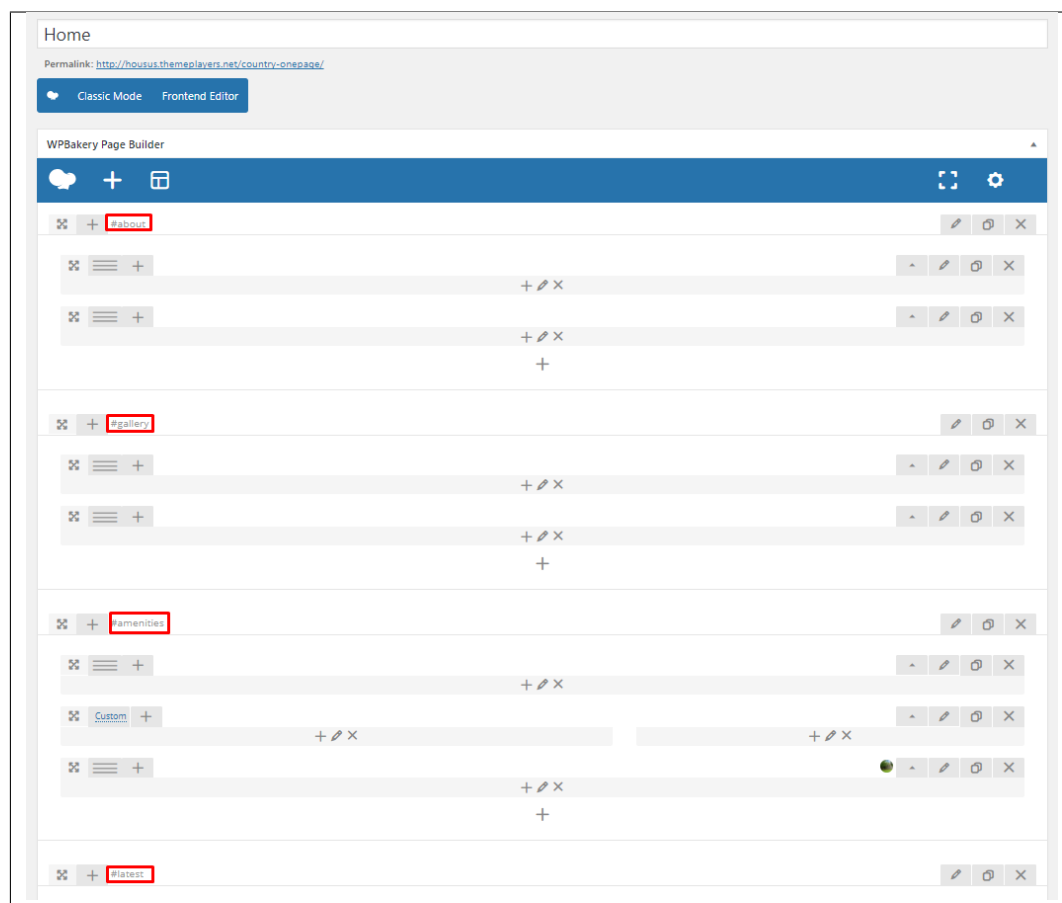 Home
Permalink: http://housus.themeplayers.net/country-onepage/
Classic Mode Frontend Editor
WPBakery Page Builder
#about
#gallery
#amenities
Custom
#latest